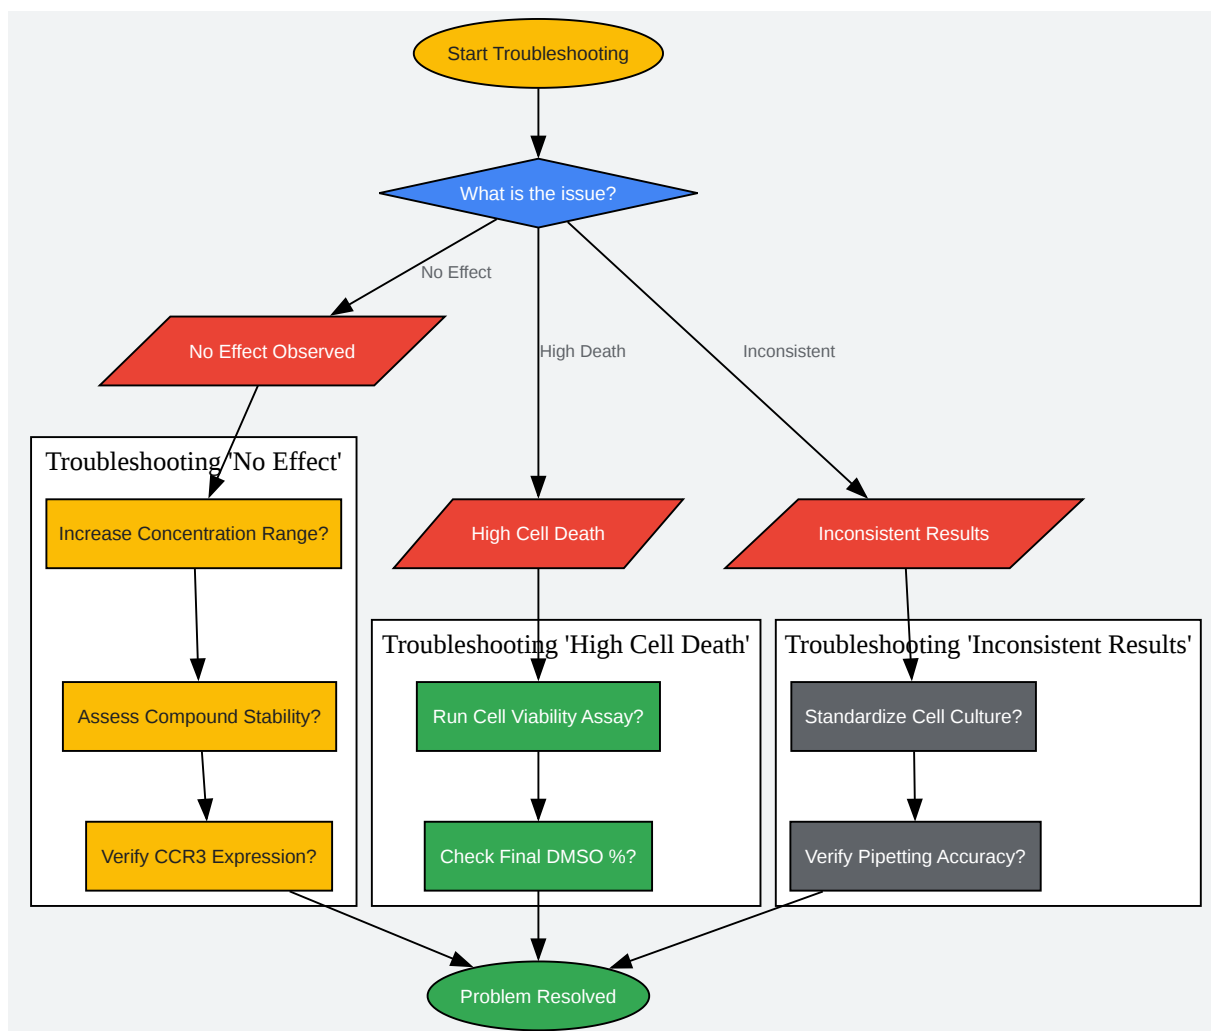 Start Troubleshooting
What is the issue?
No Effect
No Effect Observed
High Death
Inconsistent
Troubleshooting 'No Effect'
Increase Concentration Range?
High Cell Death
Inconsistent Results
Troubleshooting 'High Cell Death'
Troubleshooting 'Inconsistent Results'
Assess Compound Stability?
Run Cell Viability Assay?
Standardize Cell Culture?
Verify CCR3 Expression?
Check Final DMSO %?
Verify Pipetting Accuracy?
Problem Resolved